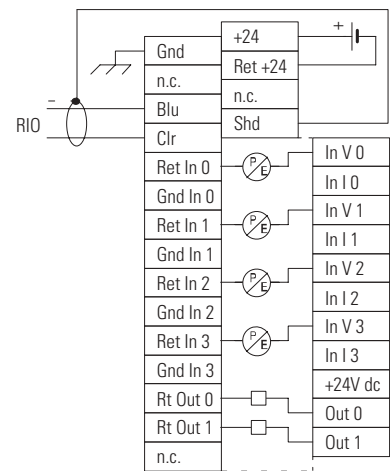 +
+24
Gnd
Ret +24
n.c.
n.c.
–
Blu
Shd
RIO
Clr
In V 0
Ret In 0
P
E
In I 0
Gnd In 0
In V 1
Ret In 1
P
E
In I 1
Gnd In 1
In V 2
Ret In 2
P
E
In I 2
Gnd In 2
In V 3
Ret In 3
P
E
In I 3
Gnd In 3
+24V dc
Rt Out 0
Out 0
Rt Out 1
Out 1
n.c.